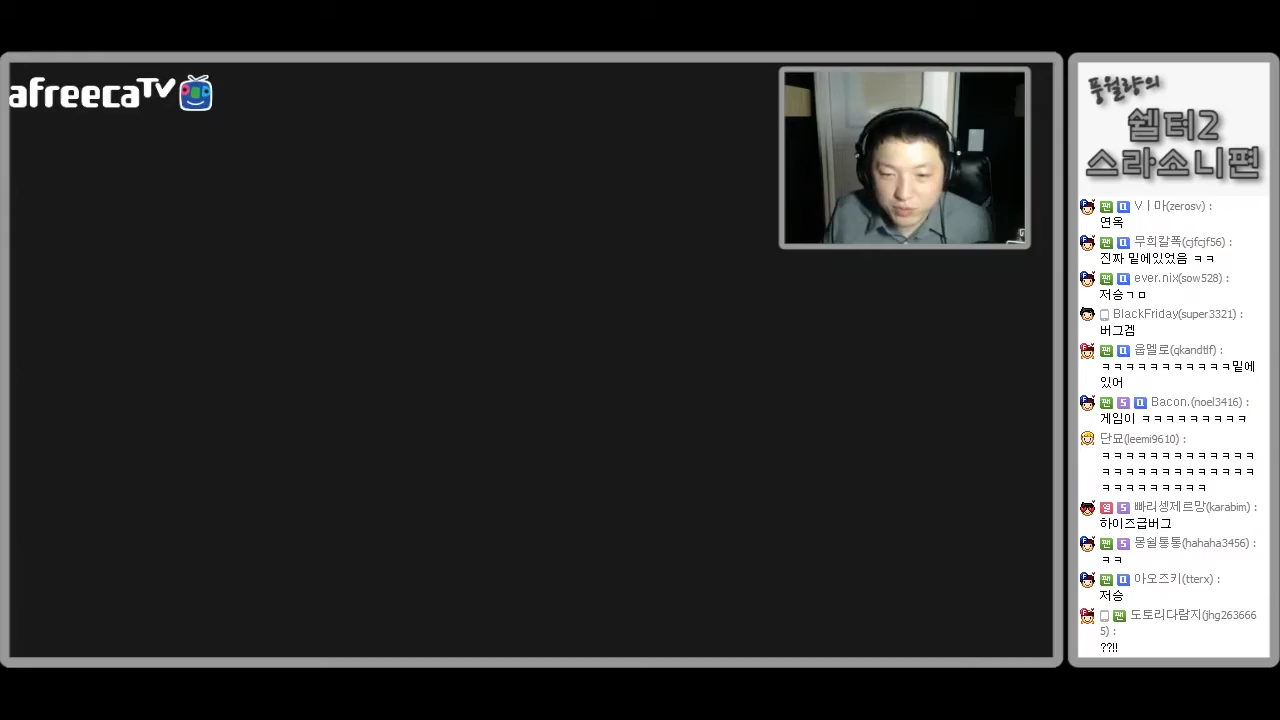 afreecaTV
풍월량의
쉘터2
스라소니편
V ㅣ마(zerosv) :
연옥
무희칼폭(cjfcjf56) :
진짜 밑에있었음 ㅋㅋ
ever.nix(sow528) :
저승ㄱㅁ
BlackFriday(super3321) :
버그겜
웁멜로(qkandtlf) :
ㅋㅋㅋㅋㅋㅋㅋㅋㅋㅋㅋ밑에
있어
Bacon.(noel3416) :
게임이 ㅋㅋㅋㅋㅋㅋㅋㅋㅋ
단묘(leemi9610) :
ㅋㅋㅋㅋㅋㅋㅋㅋㅋㅋㅋㅋㅋ
ㅋㅋㅋㅋㅋㅋㅋㅋㅋㅋㅋㅋㅋ
ㅋㅋㅋㅋㅋㅋㅋㅋㅋ
빠리셍제르망(karabim) :
하이즈급버그
몽쉴통통(hahaha3456) :
ㅋㅋ
아오즈키(tterx) :
저승
도토리다람지(jhg263666
5) :
??!!